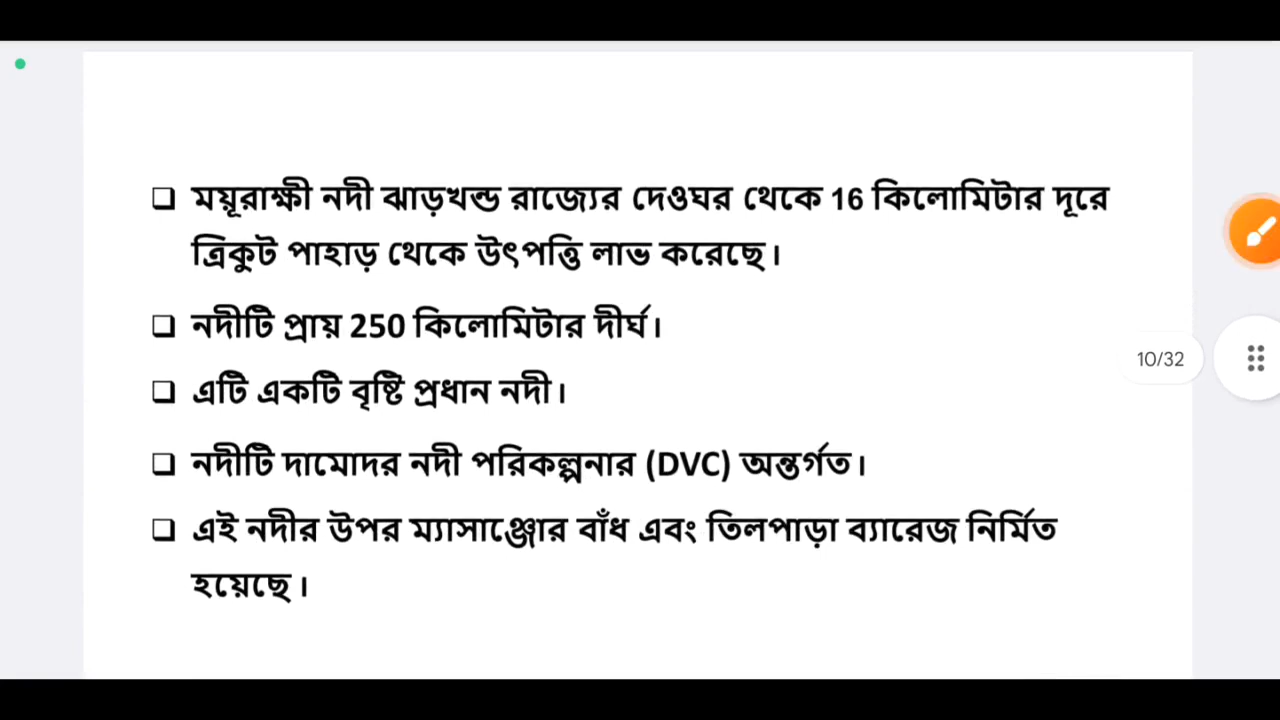 ❑ ময়ূরাক্ষী নদী ঝাড়খন্ড রাজ্যের দেওঘর থেকে 16 কিলোমিটার দূরে
ত্রিকুট পাহাড় থেকে উৎপত্তি লাভ করেছে।
❑ নদীটি প্রায় 250 কিলোমিটার দীর্ঘ।
10/32
❑ এটি একটি বৃষ্টি প্রধান নদী।
❑ নদীটি দামোদর নদী পরিকল্পনার (DVC) অন্তর্গত।
❑ এই নদীর উপর ম্যাসাঞ্জোর বাঁধ এবং তিলপাড়া ব্যারেজ নির্মিত
হয়েছে।